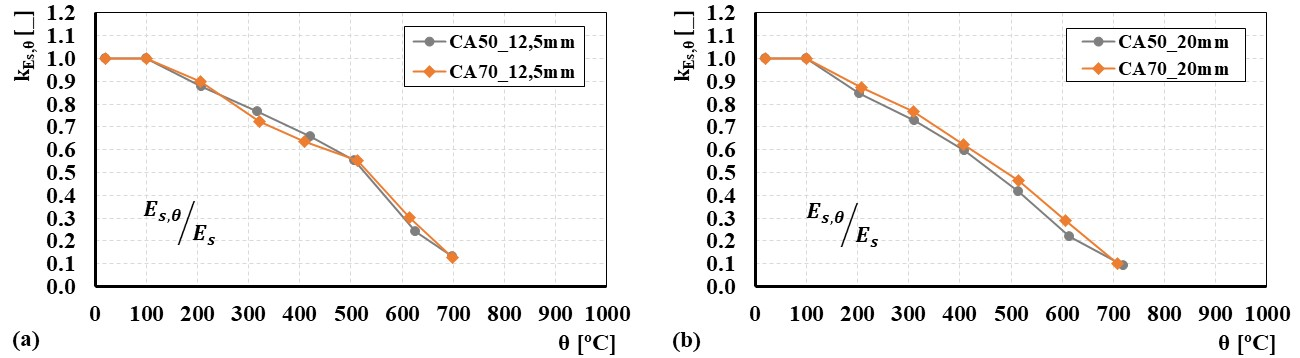 1.2
1.1
1.0
0.9
0.8
0.7
0.6
0.5
0.4
0.3
0.2
0.1
0.0
kEs,θ [_]
CA50_12,5mm
CA70_12,5mm
Es,θ/Es
0 100 200 300 400 500 600 700 800 900 1000
(a)
θ [ºC]
1.2
1.1
1.0
0.9
0.8
0.7
0.6
0.5
0.4
0.3
0.2
0.1
0.0
kEs,θ [_]
CA50_20mm
CA70_20mm
Es,θ/Es
0 100 200 300 400 500 600 700 800 900 1000
(b)
θ [ºC]